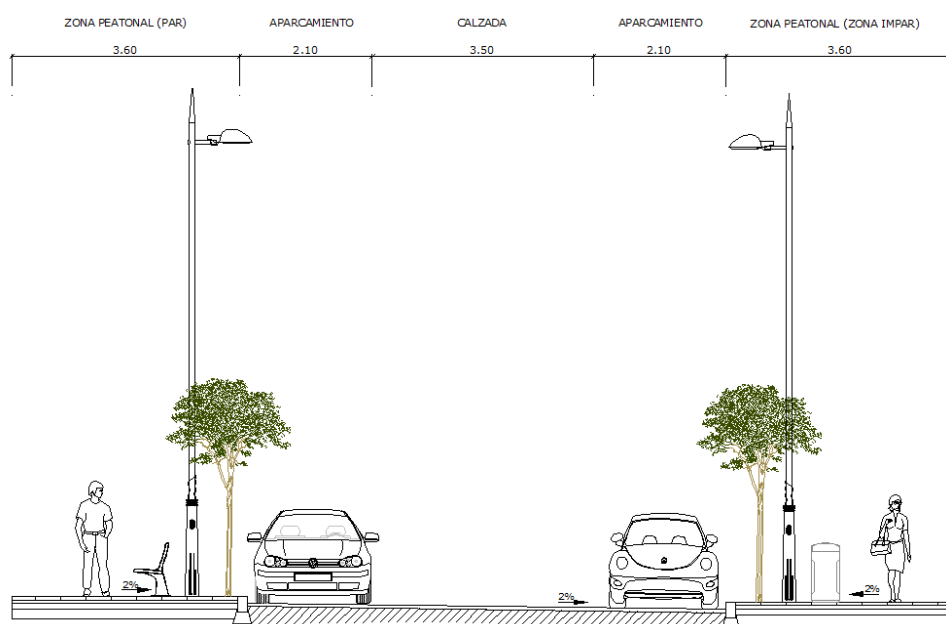 ZONA PEATONAL (PAR) APARCAMIENTO CALZADA APARCAMIENTO ZONA PEATONAL (ZONA IMPAR)
3.60 2.10 3.50 2.10 3.60
2% 2% 2%